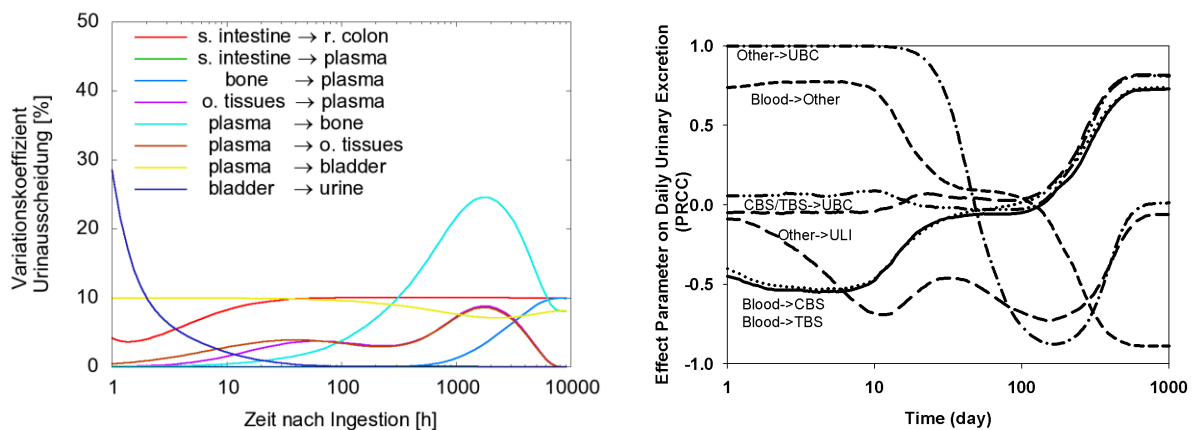 50
40
30
20
10
0
Variationskoeffizient
Urinausscheidung [%]
s. intestine → r. colon
s. intestine → plasma
bone → plasma
o. tissues → plasma
plasma → bone
plasma → o. tissues
plasma → bladder
bladder → urine
1 10 100 1000 10000
Zeit nach Ingestion [h]
Effect Parameter on Daily Urinary Excretion
(PRCC)
1.0
0.5
0.0
-0.5
-1.0
Other->UBC
Blood->Other
CBS/TBS->UBC
Other->ULI
Blood->CBS
Blood->TBS
1 10 100 1000
Time (day)